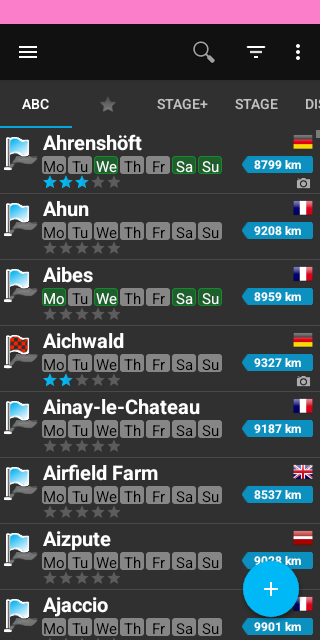 ABC STAGE+ STAGE DIS
Ahrenshöft
Mo Tu We Th Fr Sa Su 8799 km
Ahun
Mo Tu We Th Fr Sa Su 9208 km
Aibes
Mo Tu We Th Fr Sa Su 8959 km
Aichwald
Mo Tu We Th Fr Sa Su 9327 km
Ainay-le-Chateau
Mo Tu We Th Fr Sa Su 9187 km
Airfield Farm
Mo Tu We Th Fr Sa Su 8537 km
Aizpute
Mo Tu We Th Fr Sa Su 9028 km
Ajaccio
Mo Tu We Th Fr Sa Su 9901 km